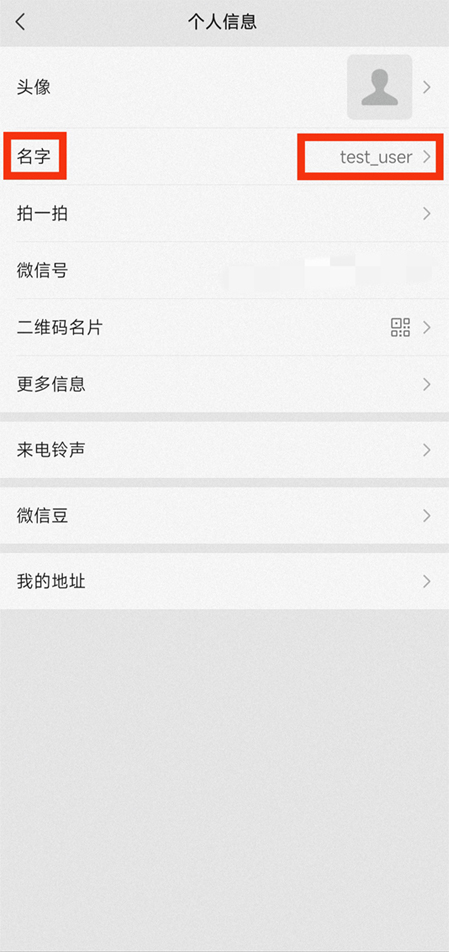 个人信息
头像
名字 test_user
拍一拍
微信号
二维码名片
更多信息
来电铃声
微信豆
我的地址